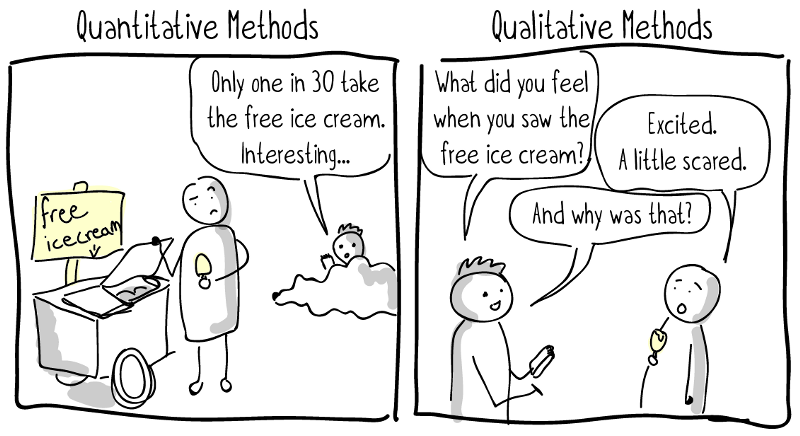 Quantitative Methods
Only one in 30 take
the free ice cream.
Interesting...
free
icecream
Qualitative Methods
What did you feel
when you saw the
free ice cream?
Excited.
A little scared.
And why was that?